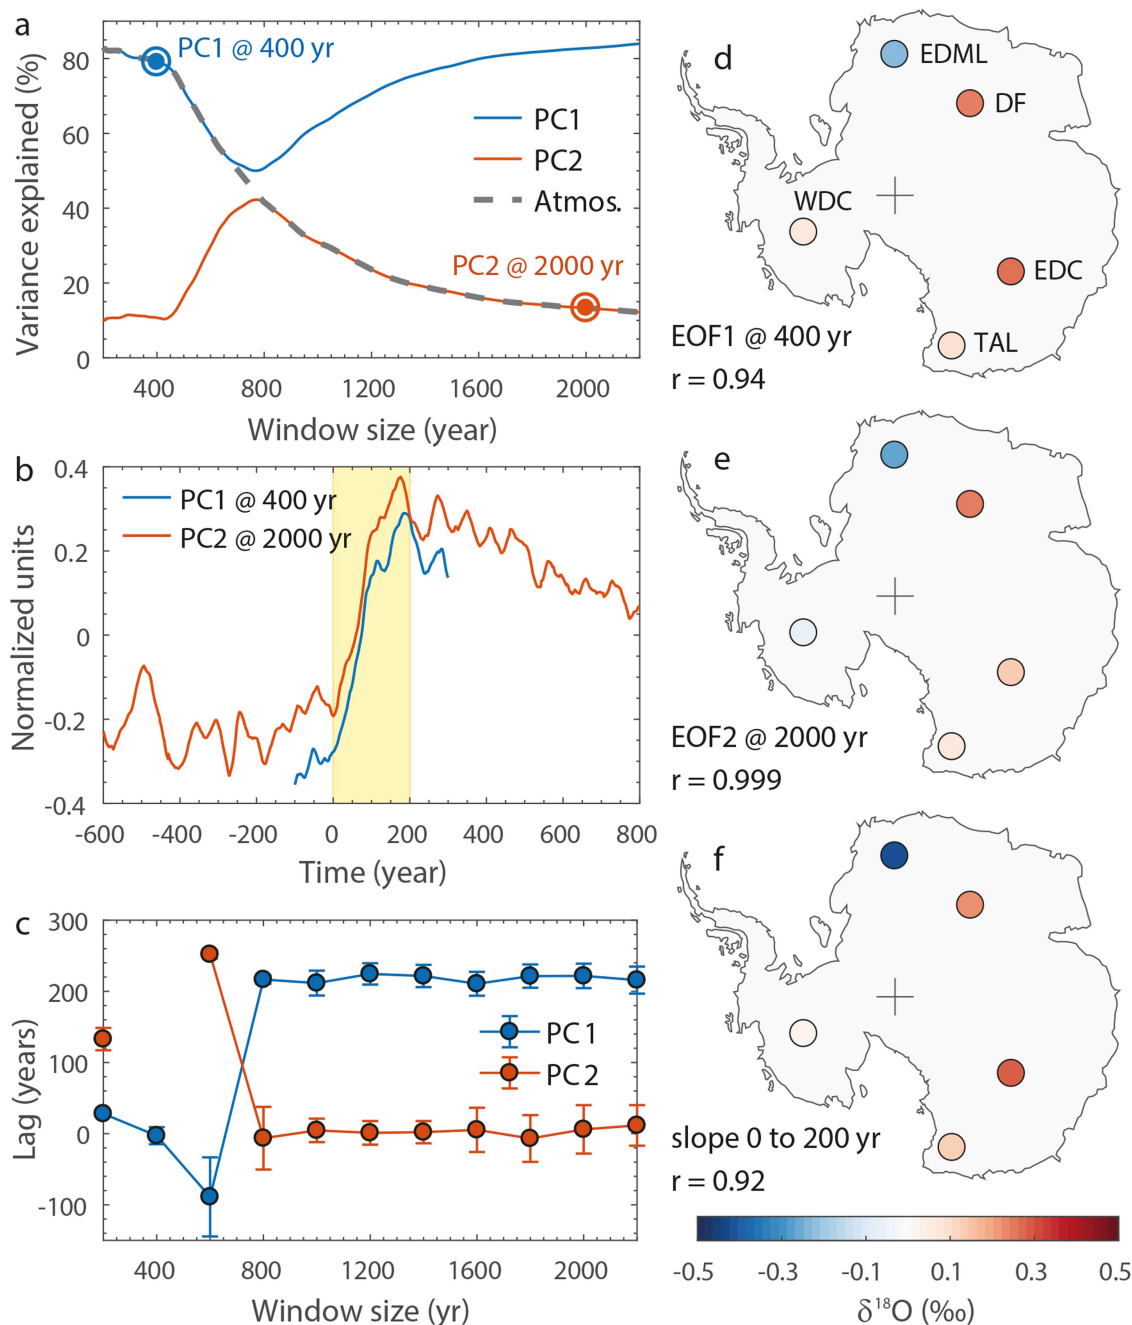 a
PC1 @ 400 yr
PC1
PC2
Atmos.
PC2 @ 2000 yr
Variance explained (%)
80
60
40
20
0
400
800
1200
1600
2000
Window size (year)
b
PC1 @ 400 yr
PC2 @ 2000 yr
Normalized units
0.4
0.2
0
-0.2
-0.4
-600
-400
-200
0
200
400
600
800
Time (year)
c
PC1
PC2
Lag (years)
300
200
100
0
-100
400
800
1200
1600
2000
Window size (yr)
d
EDML
DF
WDC
EDC
TAL
EOF1 @ 400 yr
r = 0.94
e
EOF2 @ 2000 yr
r = 0.999
f
slope 0 to 200 yr
r = 0.92
-0.5
-0.3
-0.1
0.1
0.3
0.5
δ¹⁸O (‰)